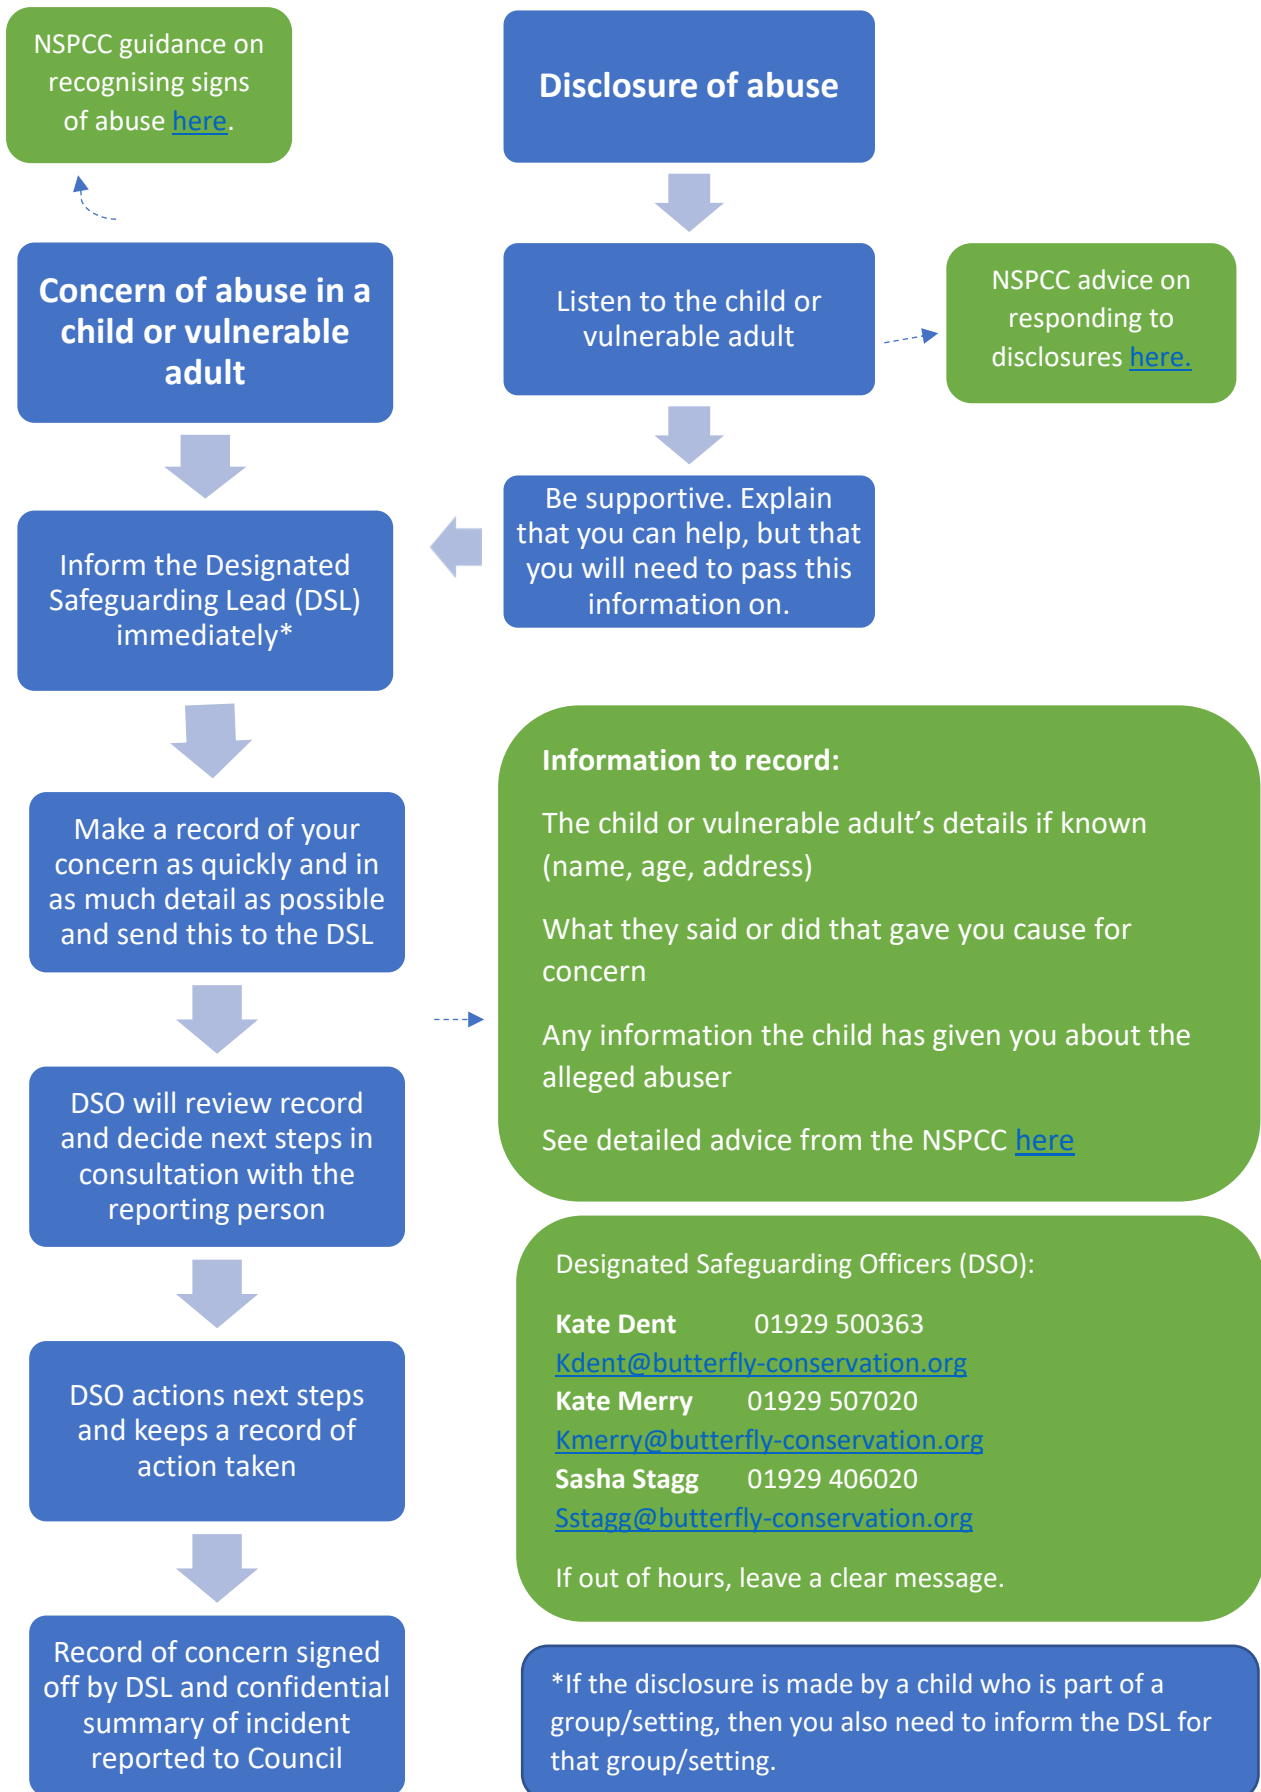 NSPCC guidance on
recognising signs
of abuse here.
Disclosure of abuse
Concern of abuse in a
child or vulnerable
adult
Listen to the child or
vulnerable adult
NSPCC advice on
responding to
disclosures here.
Be supportive. Explain
that you can help, but that
you will need to pass this
information on.
Inform the Designated
Safeguarding Lead (DSL)
immediately*
Make a record of your
concern as quickly and in
as much detail as possible
and send this to the DSL
Information to record:
The child or vulnerable adult’s details if known
(name, age, address)
What they said or did that gave you cause for
concern
Any information the child has given you about the
alleged abuser
See detailed advice from the NSPCC here
DSO will review record
and decide next steps in
consultation with the
reporting person
DSO actions next steps
and keeps a record of
action taken
Designated Safeguarding Officers (DSO):
Kate Dent 01929 500363
Kdent@butterfly-conservation.org
Kate Merry 01929 507020
Kmerry@butterfly-conservation.org
Sasha Stagg 01929 406020
Sstagg@butterfly-conservation.org
If out of hours, leave a clear message.
Record of concern signed
off by DSL and confidential
summary of incident
reported to Council
*If the disclosure is made by a child who is part of a
group/setting, then you also need to inform the DSL for
that group/setting.